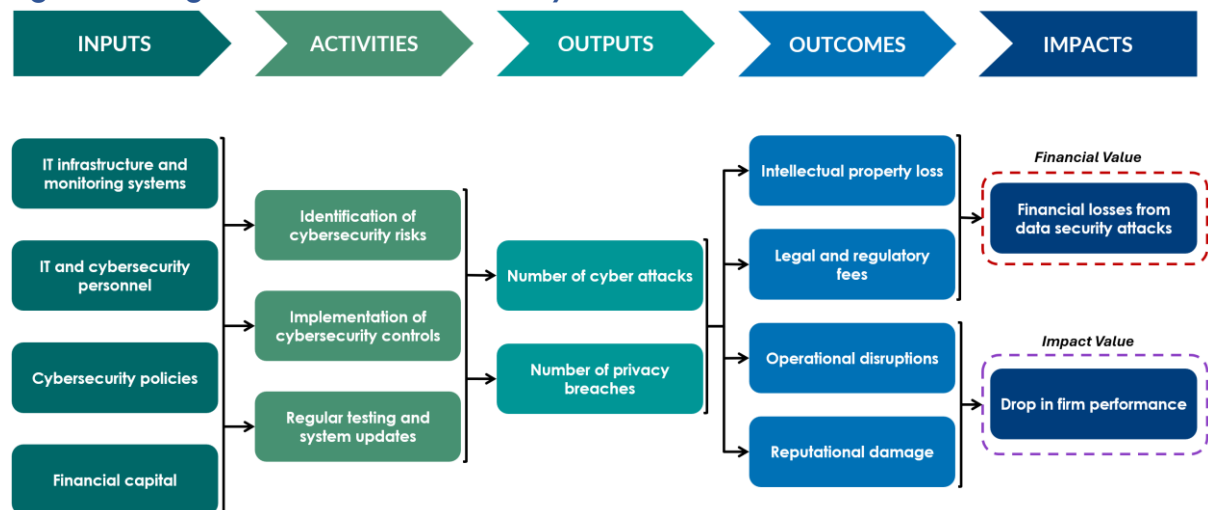 INPUTS
ACTIVITIES
OUTPUTS
OUTCOMES
IMPACTS
IT infrastructure and
monitoring systems
IT and cybersecurity
personnel
Cybersecurity policies
Financial capital
Identification of
cybersecurity risks
Implementation of
cybersecurity controls
Regular testing and
system updates
Number of cyber attacks
Number of privacy
breaches
Intellectual property loss
Legal and regulatory
fees
Operational disruptions
Reputational damage
Financial Value
Financial losses from
data security attacks
Impact Value
Drop in firm performance